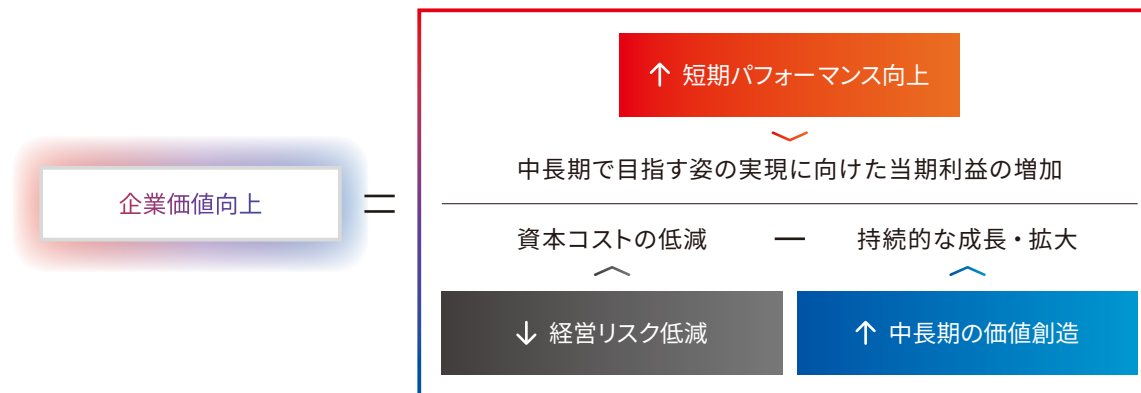 ↑ 短期パフォーマンス向上
中長期で目指す姿の実現に向けた当期利益の増加
企業価値向上 =
資本コストの低減 — 持続的な成長・拡大
↓ 経営リスク低減
↑ 中長期の価値創造